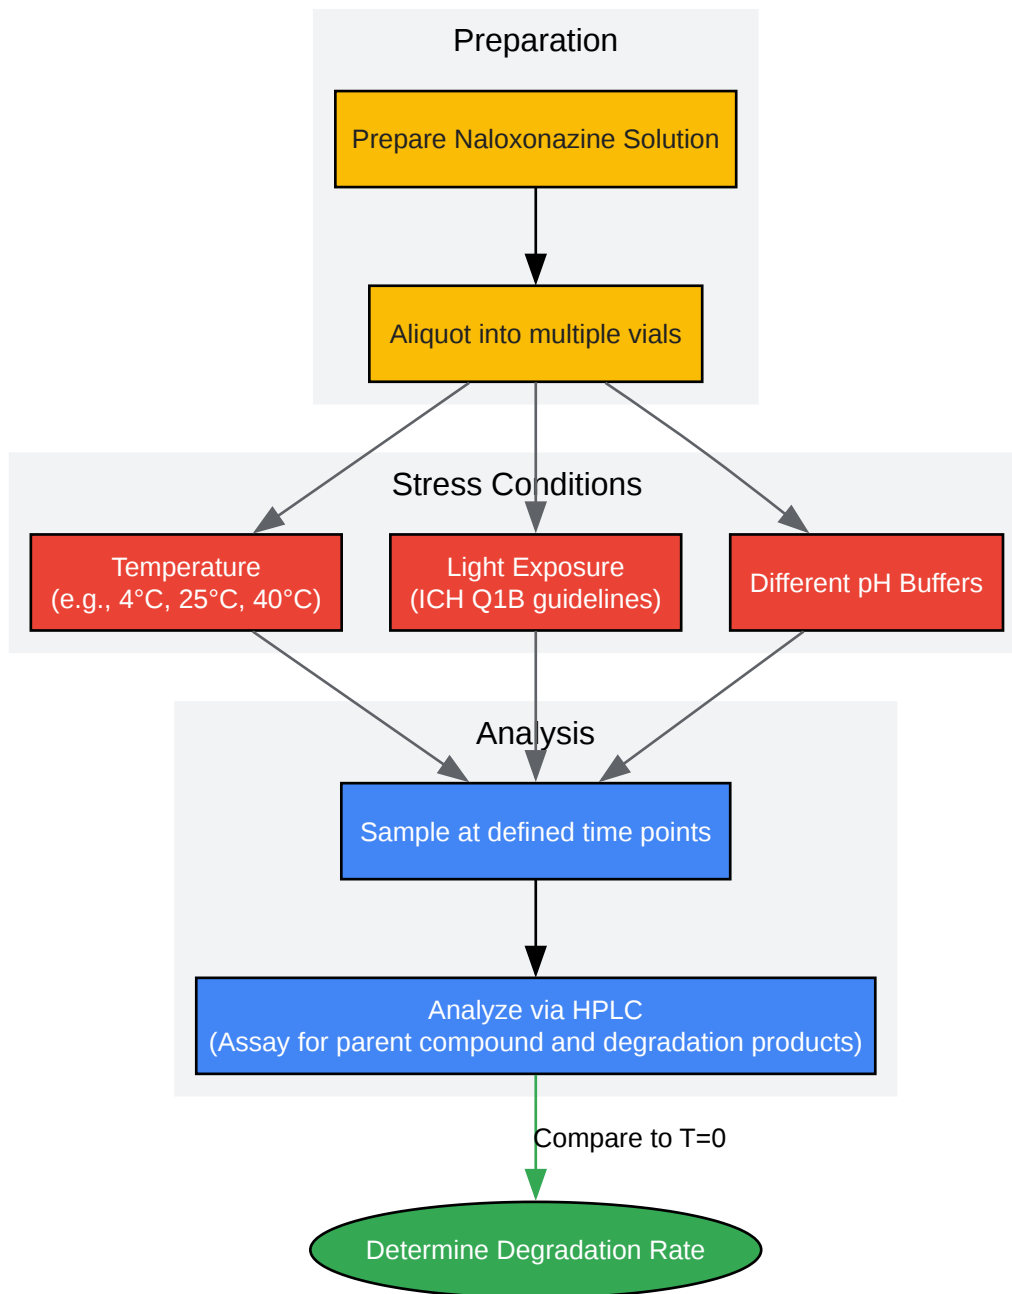 Preparation
Prepare Naloxonazine Solution
Aliquot into multiple vials
Stress Conditions
Temperature
(e.g., 4°C, 25°C, 40°C)
Light Exposure
(ICH Q1B guidelines)
Different pH Buffers
Analysis
Sample at defined time points
Analyze via HPLC
(Assay for parent compound and degradation products)
Compare to T=0
Determine Degradation Rate